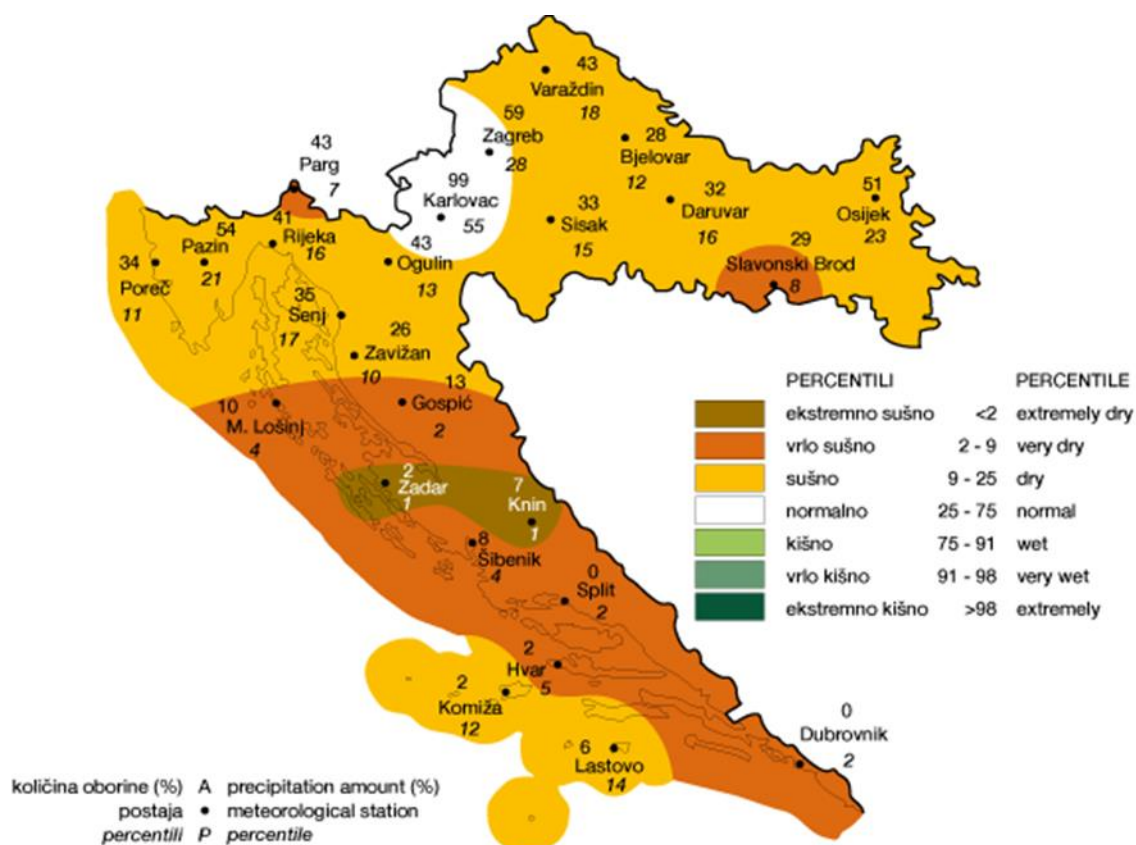 43
Varaždin
18
59
Zagreb
28
28
Bjelovar
12
43
Parg
7
99
Karlovac
55
32
Daruvar
16
51
Osijek
23
33
Sisak
15
54
Pazin
21
41
Rijeka
16
43
Ogulin
13
29
Slavonski Brod
8
34
Poreč
11
35
Senj
17
26
Zavižan
10
13
Gospić
2
10
M. Lošinj
4
2
Zadar
1
7
Knin
1
8
Šibenik
4
0
Split
2
2
Hvar
5
2
Komiža
12
6
Lastovo
14
0
Dubrovnik
2
PERCENTILI PERCENTILE
ekstremno sušno <2 extremely dry
vrlo sušno 2 - 9 very dry
sušno 9 - 25 dry
normalno 25 - 75 normal
kišno 75 - 91 wet
vrlo kišno 91 - 98 very wet
ekstremno kišno >98 extremely
količina oborine (%) A precipitation amount (%)
postaja • meteorological station
percentili P percentile